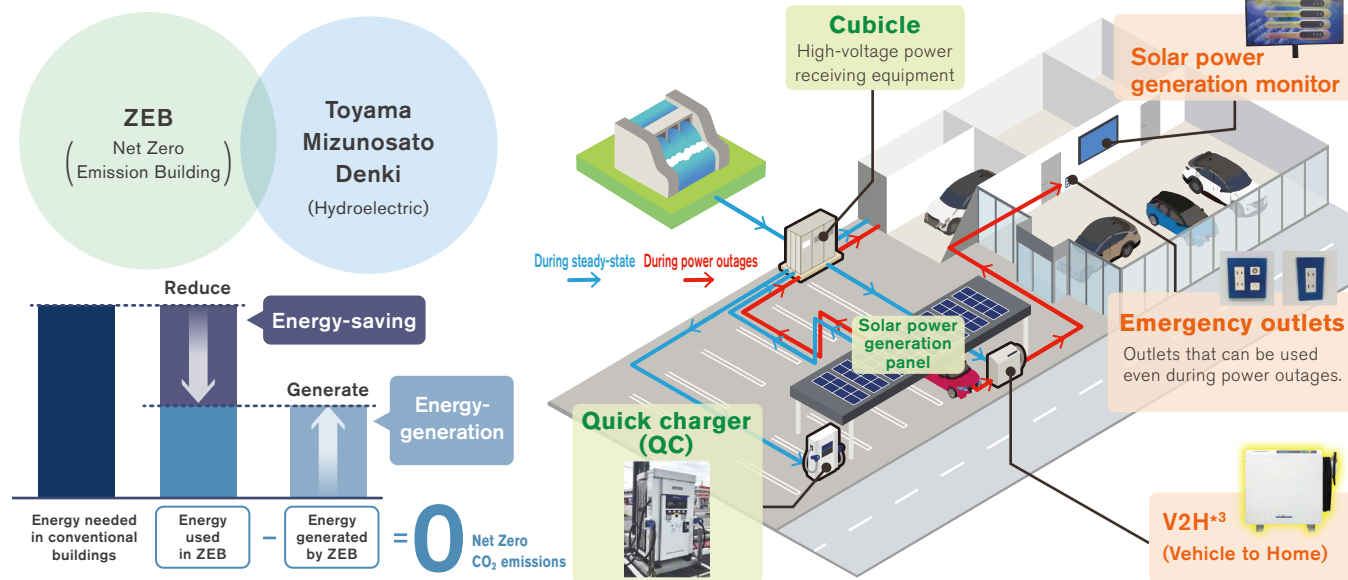 ZEB
(Net Zero
Emission Building)
Toyama
Mizunosato
Denki
(Hydroelectric)
Reduce
Energy-saving
Generate
Energy-
generation
Energy needed
in conventional
buildings
Energy
used
in ZEB
−
Energy
generated
by ZEB
=
0
Net Zero
CO₂ emissions
Cubicle
High-voltage power
receiving equipment
Solar power
generation monitor
During steady-state
During power outages
Solar power
generation
panel
Emergency outlets
Outlets that can be used
even during power outages.
Quick charger
(QC)
V2H*3
(Vehicle to Home)